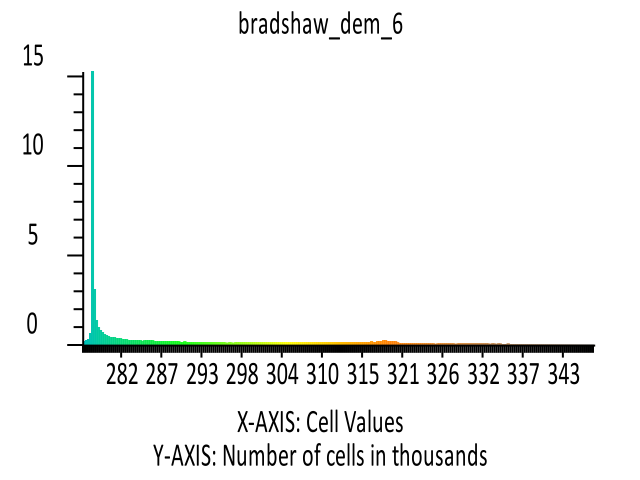 bradshaw_dem_6
15
10
5
0
282 287 293 298 304 310 315 321 326 332 337 343
X-AXIS: Cell Values
Y-AXIS: Number of cells in thousands